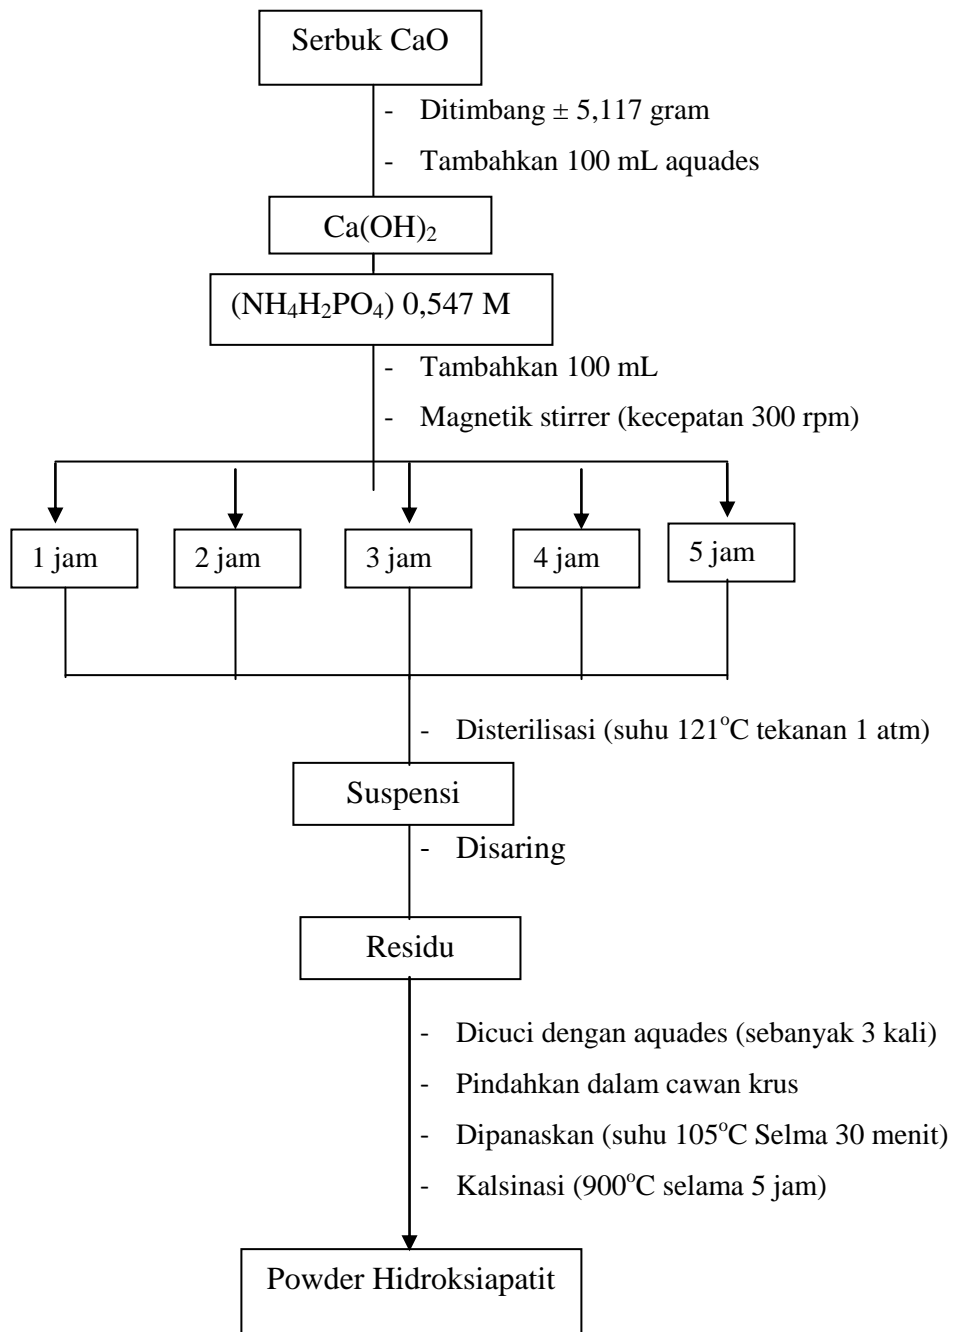 Serbuk CaO
- Ditimbang ± 5,117 gram
- Tambahkan 100 mL aquades
Ca(OH)₂
(NH₄H₂PO₄) 0,547 M
- Tambahkan 100 mL
- Magnetik stirrer (kecepatan 300 rpm)
1 jam
2 jam
3 jam
4 jam
5 jam
- Disterilisasi (suhu 121°C tekanan 1 atm)
Suspensi
- Disaring
Residu
- Dicuci dengan aquades (sebanyak 3 kali)
- Pindahkan dalam cawan krus
- Dipanaskan (suhu 105°C Selma 30 menit)
- Kalsinasi (900°C selama 5 jam)
Powder Hidroksiapatit